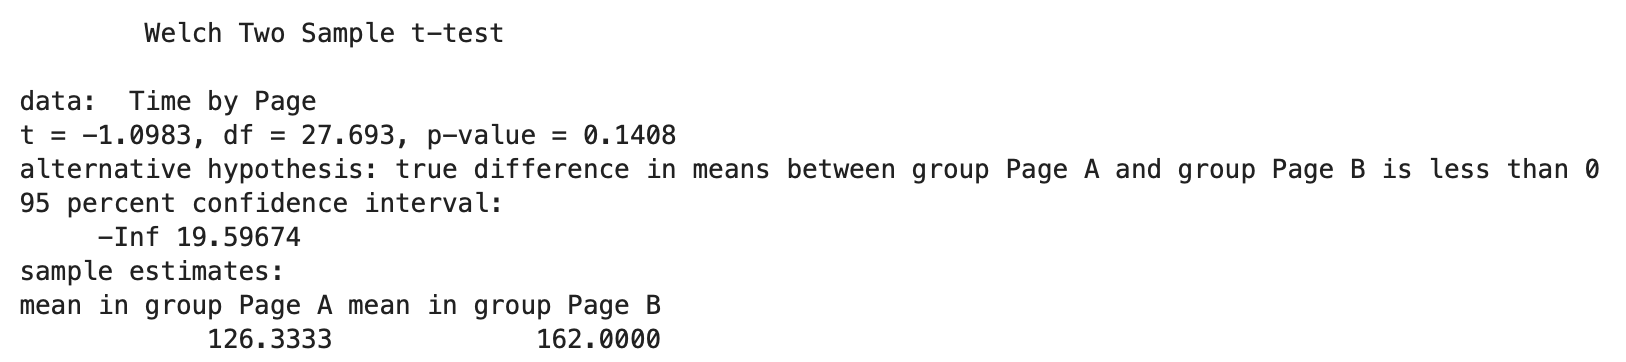 Welch Two Sample t-test
data:  Time by Page
t = -1.0983, df = 27.693, p-value = 0.1408
alternative hypothesis: true difference in means between group Page A and group Page B is less than 0
95 percent confidence interval:
-Inf 19.59674
sample estimates:
mean in group Page A mean in group Page B
126.3333             162.0000